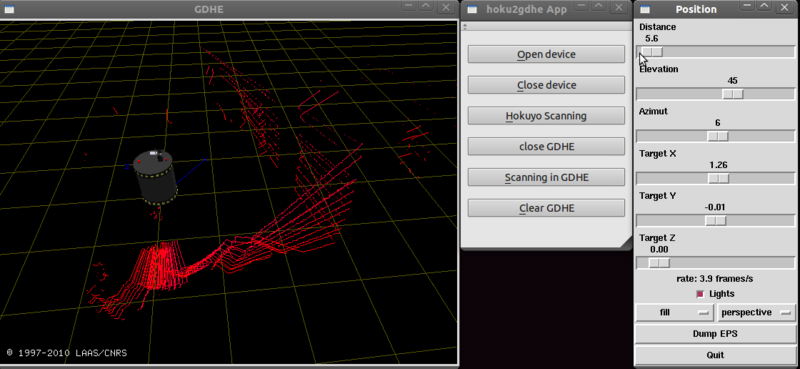 GDHE
© 1997-2010 LAAS/CNRS
hoku2gdhe App
Open device
Close device
Hokuyo Scanning
close GDHE
Scanning in GDHE
Clear GDHE
Position
Distance
5.6
Elevation
45
Azimut
6
Target X
1.26
Target Y
-0.01
Target Z
0.00
rate: 3.9 frames/s
Lights
fill
perspective
Dump EPS
Quit